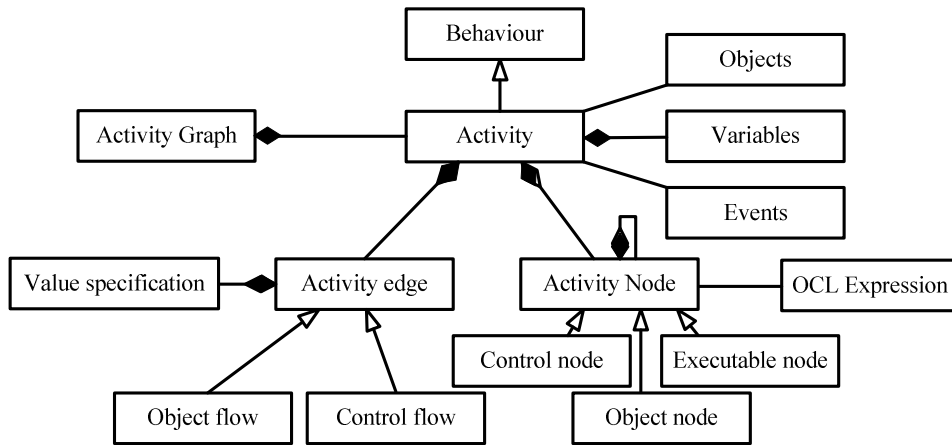 Behaviour
Objects
Activity Graph
Activity
Variables
Events
Value specification
Activity edge
Activity Node
OCL Expression
Control node
Executable node
Object flow
Control flow
Object node